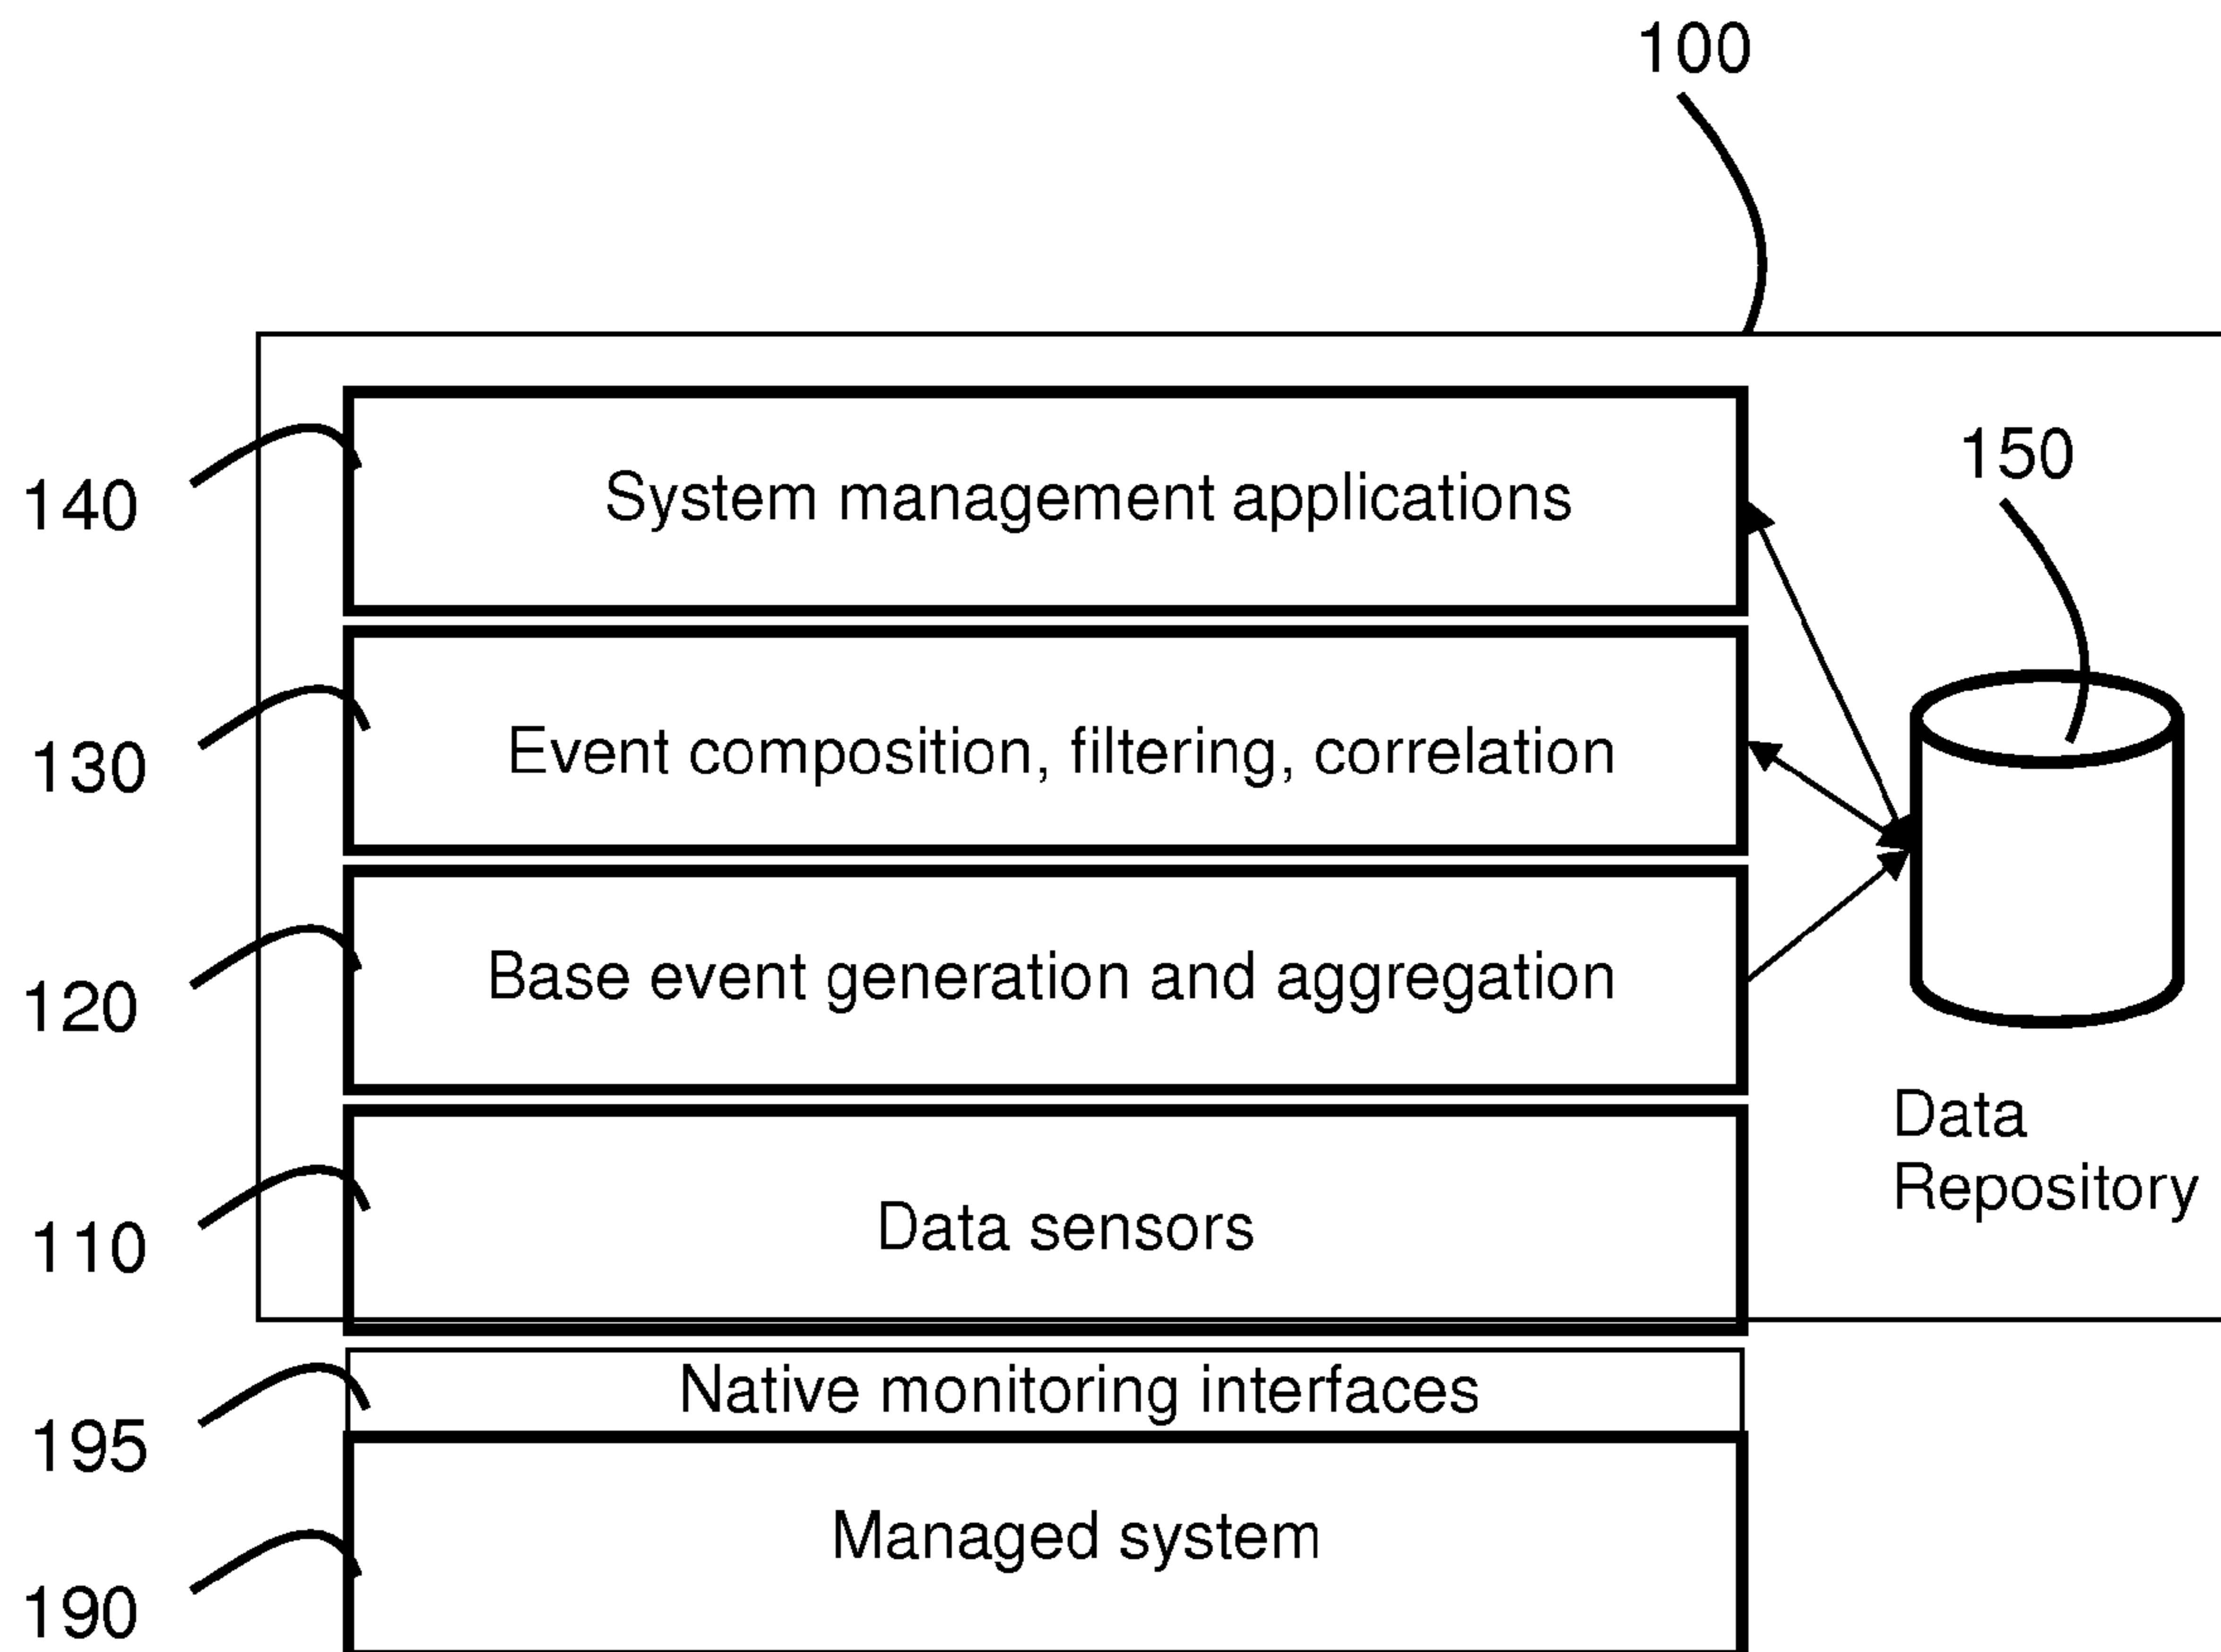 100
140
System management applications
150
130
Event composition, filtering, correlation
120
Base event generation and aggregation
Data
Repository
110
Data sensors
195
Native monitoring interfaces
190
Managed system